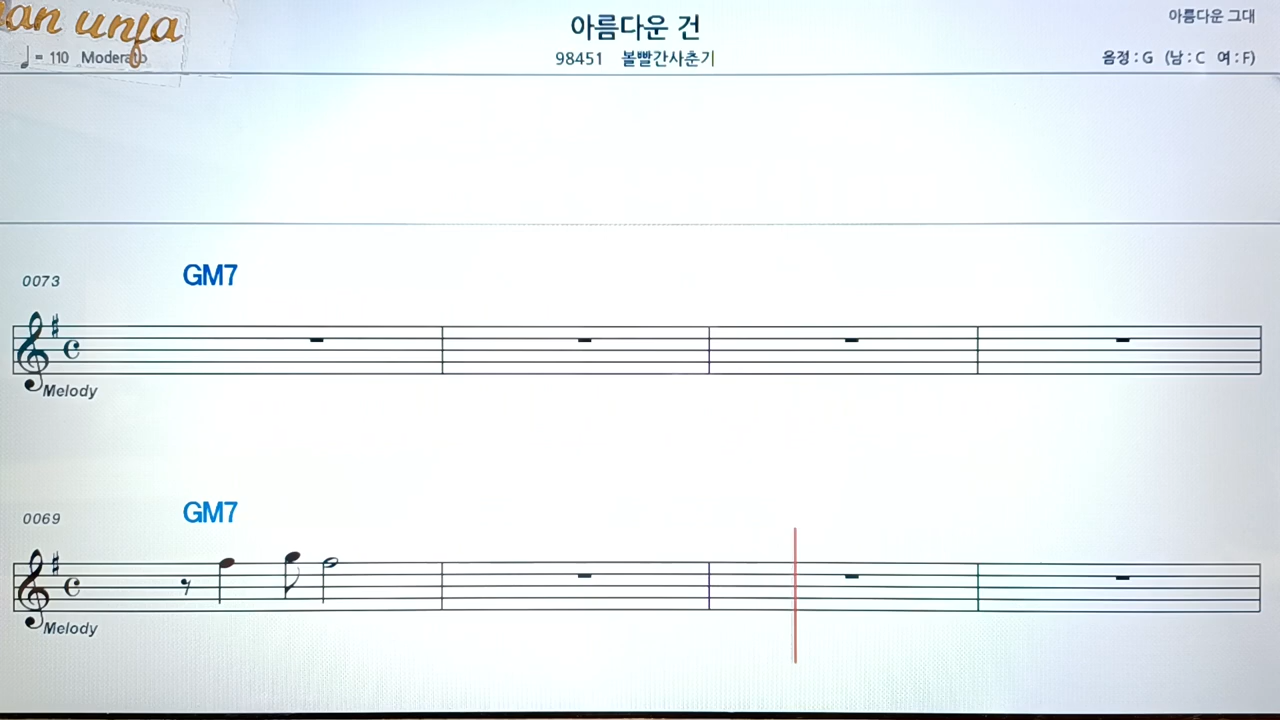 an unja
아름다운 건
아름다운 그대
♩ = 110 Moderato
98451 볼빨간사춘기
음정 : G (남 : C 여 : F)
0073
GM7
Melody
0069
GM7
Melody